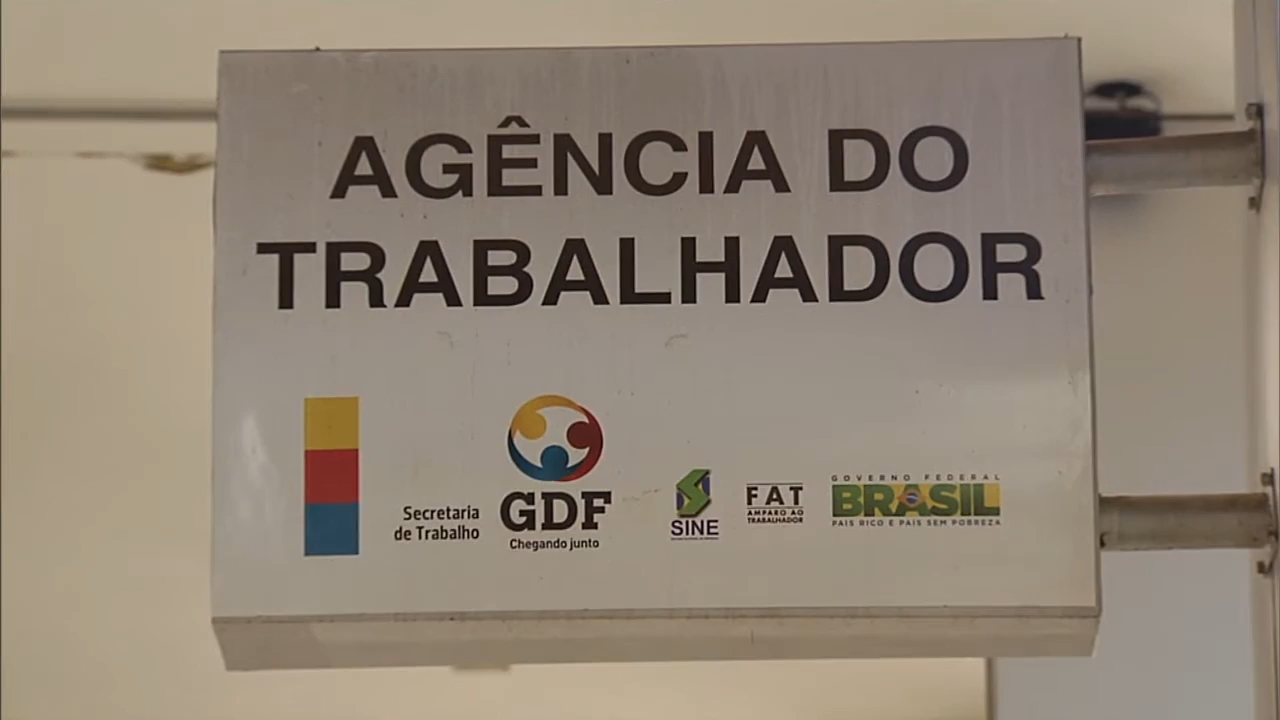 AGÊNCIA DO
TRABALHADOR
Secretaria
de Trabalho
GDF
Chegando junto
SINE
FAT
AMPARO AO
TRABALHADOR
GOVERNO FEDERAL
BRASIL
PAÍS RICO É PAÍS SEM POBREZA